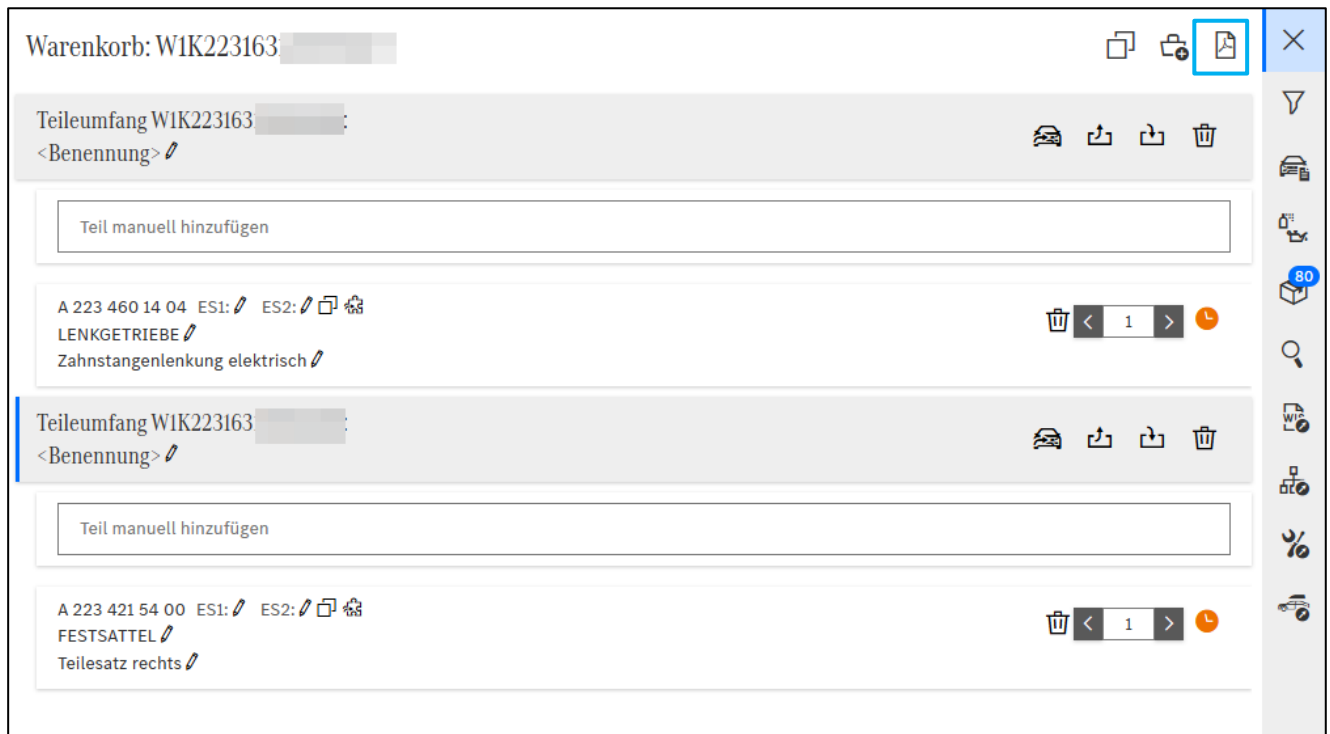 Warenkorb: W1K223163
Teileumfang W1K223163 :
<Benennung>
Teil manuell hinzufügen
80
A 223 460 14 04 ES1: ES2:
1
LENKGETRIEBE
Zahnstangenlenkung elektrisch
WIS
Teileumfang W1K223163 :
<Benennung>
Teil manuell hinzufügen
A 223 421 54 00 ES1: ES2:
1
FESTSATTEL
Teilesatz rechts